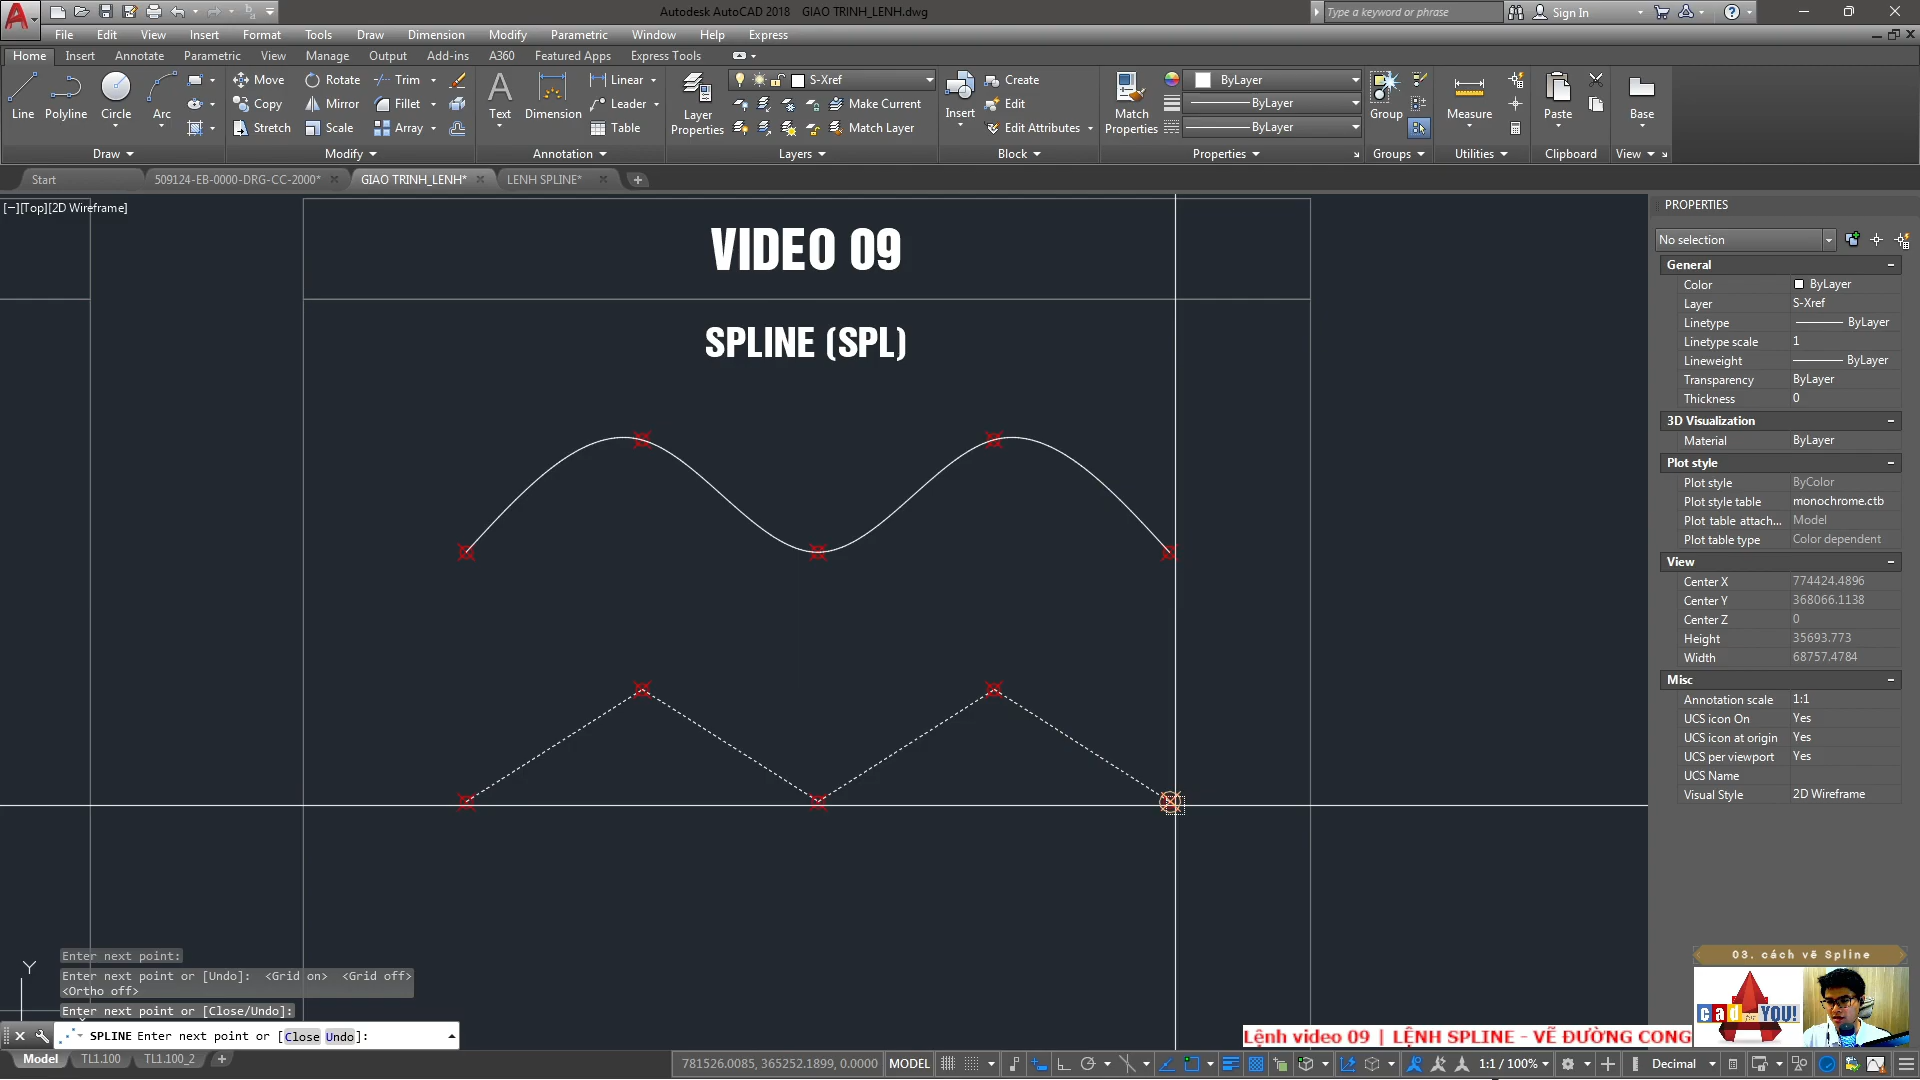 Autodesk AutoCAD 2018 GIAO TRINH_LENH.dwg
Type a keyword or phrase
Sign In
File Edit View Insert Format Tools Draw Dimension Modify Parametric Window Help Express
Home Insert Annotate Parametric View Manage Output Add-ins A360 Featured Apps Express Tools
Line Polyline Circle Arc
Draw
Move Rotate Trim
Copy Mirror Fillet
Stretch Scale Array
Modify
Text Dimension
Linear
Leader
Table
Annotation
Layer Properties
S-Xref
Make Current
Match Layer
Layers
Insert
Create
Edit
Edit Attributes
Block
Match Properties
ByLayer
ByLayer
ByLayer
Properties
Group
Groups
Measure
Utilities
Paste
Clipboard
Base
View
Start 509124-EB-0000-DRG-CC-2000* GIAO TRINH_LENH* LENH SPLINE*
[−][Top][2D Wireframe]
VIDEO 09
SPLINE (SPL)
PROPERTIES
No selection
General
Color ByLayer
Layer S-Xref
Linetype ByLayer
Linetype scale 1
Lineweight ByLayer
Transparency ByLayer
Thickness 0
3D Visualization
Material ByLayer
Plot style
Plot style ByColor
Plot style table monochrome.ctb
Plot table attach... Model
Plot table type Color dependent
View
Center X 774424.4896
Center Y 368066.1138
Center Z 0
Height 35693.773
Width 68757.4784
Misc
Annotation scale 1:1
UCS icon On Yes
UCS icon at origin Yes
UCS per viewport Yes
UCS Name
Visual Style 2D Wireframe
Y
Enter next point:
Enter next point or [Undo]: <Grid on> <Grid off>
<Ortho off>
Enter next point or [Close/Undo]:
SPLINE Enter next point or [Close Undo]:
03. cách vẽ Spline
cad YOU!
Lệnh video 09 | LỆNH SPLINE - VẼ ĐƯỜNG CONG
Model TL1.100 TL1.100_2
781526.0085, 365252.1899, 0.0000 MODEL
1:1 / 100%
Decimal